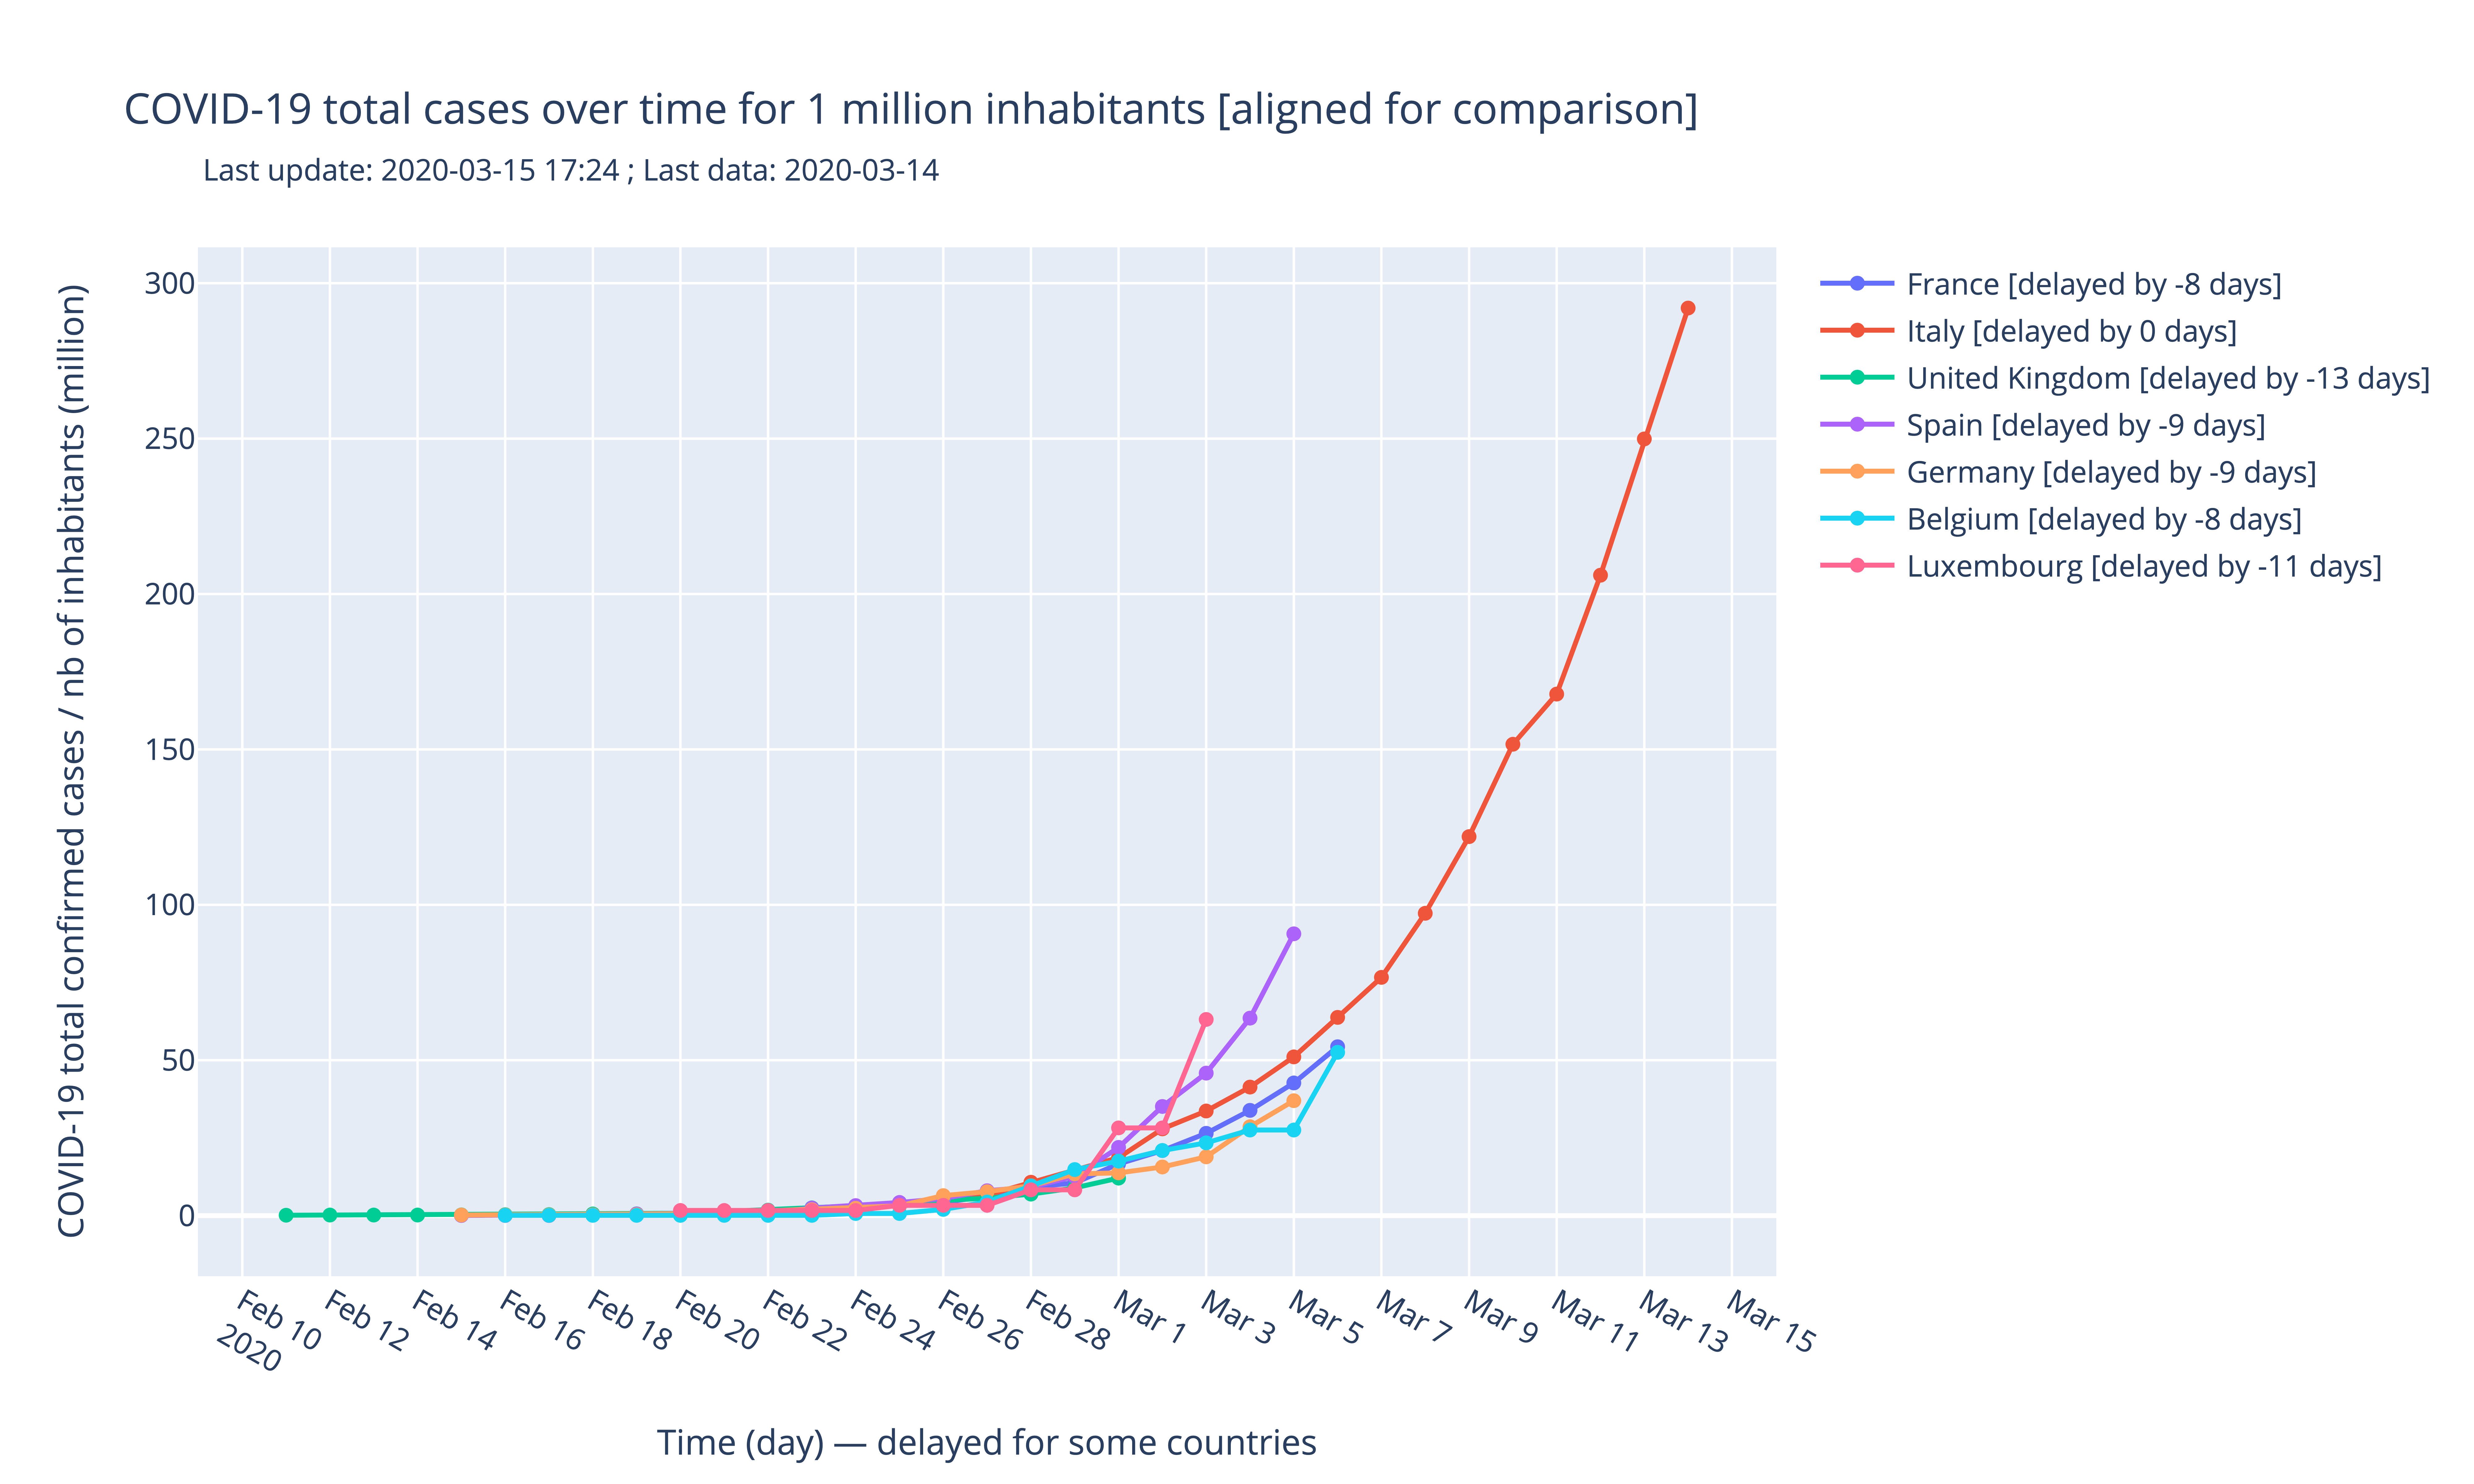 COVID-19 total cases over time for 1 million inhabitants [aligned for comparison]
Last update: 2020-03-15 17:24 ; Last data: 2020-03-14
COVID-19 total confirmed cases / nb of inhabitants (million)
300
250
200
150
100
50
0
Feb 10
2020
Feb 12
Feb 14
Feb 16
Feb 18
Feb 20
Feb 22
Feb 24
Feb 26
Feb 28
Mar 1
Mar 3
Mar 5
Mar 7
Mar 9
Mar 11
Mar 13
Mar 15
Time (day) — delayed for some countries
France [delayed by -8 days]
Italy [delayed by 0 days]
United Kingdom [delayed by -13 days]
Spain [delayed by -9 days]
Germany [delayed by -9 days]
Belgium [delayed by -8 days]
Luxembourg [delayed by -11 days]